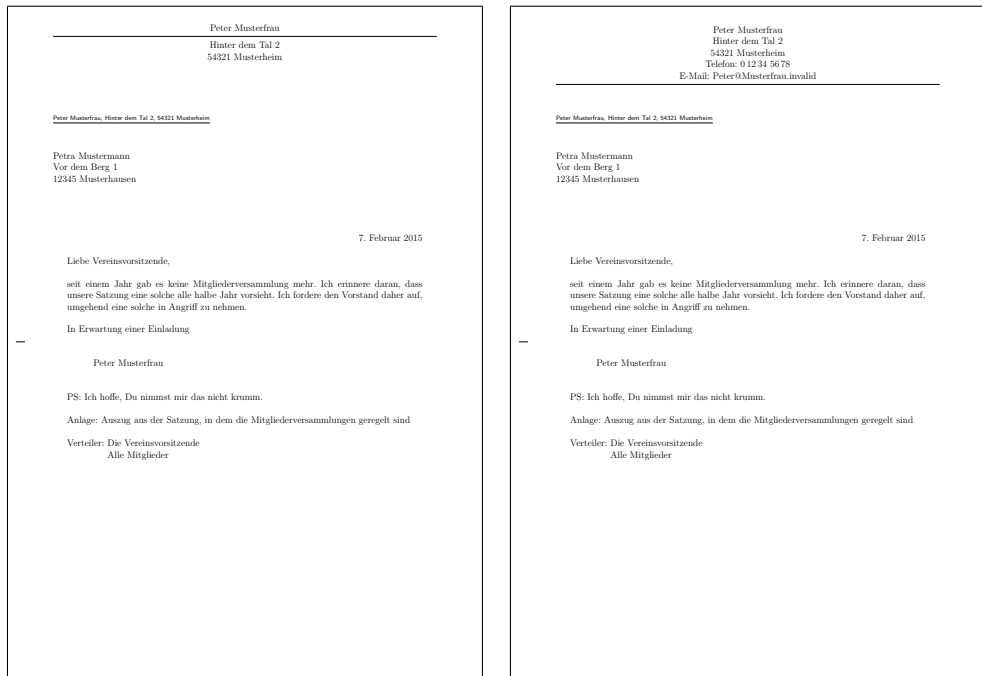 Peter Musterfrau
Hinter dem Tal 2
54321 Musterheim
Peter Musterfrau, Hinter dem Tal 2, 54321 Musterheim
Petra Mustermann
Vor dem Berg 1
12345 Musterhausen
7. Februar 2015
Liebe Vereinsvorsitzende,
seit einem Jahr gab es keine Mitgliederversammlung mehr. Ich erinnere daran, dass
unsere Satzung eine solche alle halbe Jahr vorsieht. Ich fordere den Vorstand daher auf,
umgehend eine solche in Angriff zu nehmen.
In Erwartung einer Einladung
Peter Musterfrau
PS: Ich hoffe, Du nimmst mir das nicht krumm.
Anlage: Auszug aus der Satzung, in dem die Mitgliederversammlungen geregelt sind
Verteiler: Die Vereinsvorsitzende
Alle Mitglieder
Peter Musterfrau
Hinter dem Tal 2
54321 Musterheim
Telefon: 0 12 34 56 78
E-Mail: Peter@Musterfrau.invalid
Peter Musterfrau, Hinter dem Tal 2, 54321 Musterheim
Petra Mustermann
Vor dem Berg 1
12345 Musterhausen
7. Februar 2015
Liebe Vereinsvorsitzende,
seit einem Jahr gab es keine Mitgliederversammlung mehr. Ich erinnere daran, dass
unsere Satzung eine solche alle halbe Jahr vorsieht. Ich fordere den Vorstand daher auf,
umgehend eine solche in Angriff zu nehmen.
In Erwartung einer Einladung
Peter Musterfrau
PS: Ich hoffe, Du nimmst mir das nicht krumm.
Anlage: Auszug aus der Satzung, in dem die Mitgliederversammlungen geregelt sind
Verteiler: Die Vereinsvorsitzende
Alle Mitglieder